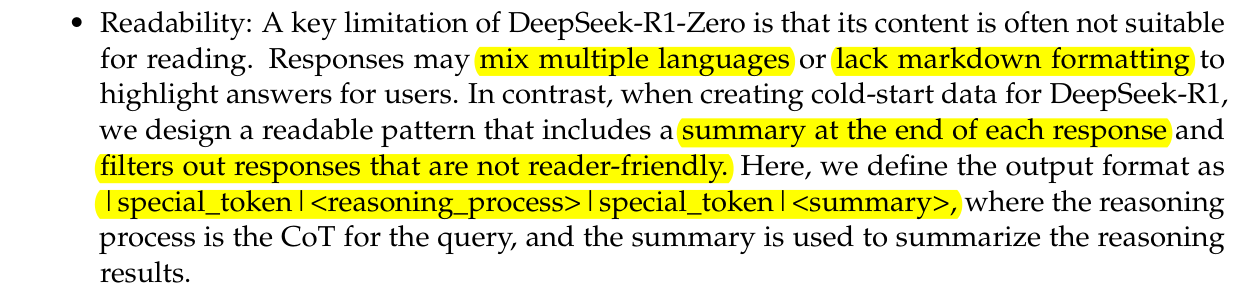 • Readability: A key limitation of DeepSeek-R1-Zero is that its content is often not suitable
for reading. Responses may mix multiple languages or lack markdown formatting to
highlight answers for users. In contrast, when creating cold-start data for DeepSeek-R1,
we design a readable pattern that includes a summary at the end of each response and
filters out responses that are not reader-friendly. Here, we define the output format as
|special_token|<reasoning_process>|special_token|<summary>, where the reasoning
process is the CoT for the query, and the summary is used to summarize the reasoning
results.